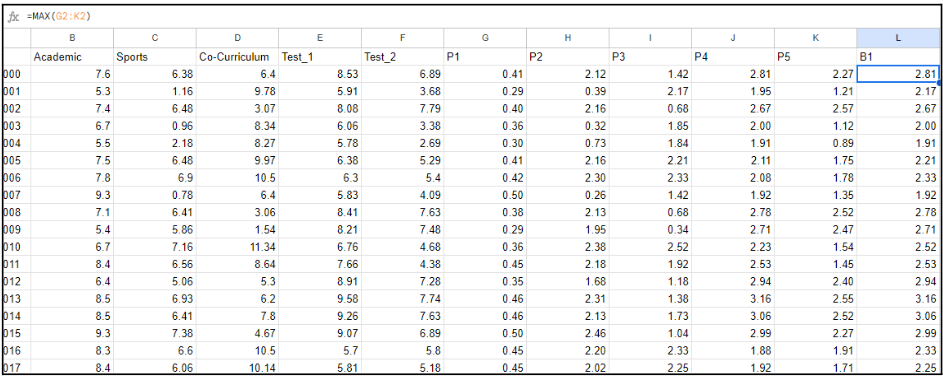 fx =MAX(G2:K2)
B C D E F G H I J K L
Academic Sports Co-Curriculum Test_1 Test_2 P1 P2 P3 P4 P5 B1
000 7.6 6.38 6.4 8.53 6.89 0.41 2.12 1.42 2.81 2.27 2.81
001 5.3 1.16 9.78 5.91 3.68 0.29 0.39 2.17 1.95 1.21 2.17
002 7.4 6.48 3.07 8.08 7.79 0.40 2.16 0.68 2.67 2.57 2.67
003 6.7 0.96 8.34 6.06 3.38 0.36 0.32 1.85 2.00 1.12 2.00
004 5.5 2.18 8.27 5.78 2.69 0.30 0.73 1.84 1.91 0.89 1.91
005 7.5 6.48 9.97 6.38 5.29 0.41 2.16 2.21 2.11 1.75 2.21
006 7.8 6.9 10.5 6.3 5.4 0.42 2.30 2.33 2.08 1.78 2.33
007 9.3 0.78 6.4 5.83 4.09 0.50 0.26 1.42 1.92 1.35 1.92
008 7.1 6.41 3.06 8.41 7.63 0.38 2.13 0.68 2.78 2.52 2.78
009 5.4 5.86 1.54 8.21 7.48 0.29 1.95 0.34 2.71 2.47 2.71
010 6.7 7.16 11.34 6.76 4.68 0.36 2.38 2.52 2.23 1.54 2.52
011 8.4 6.56 8.64 7.66 4.38 0.45 2.18 1.92 2.53 1.45 2.53
012 6.4 5.06 5.3 8.91 7.28 0.35 1.68 1.18 2.94 2.40 2.94
013 8.5 6.93 6.2 9.58 7.74 0.46 2.31 1.38 3.16 2.55 3.16
014 8.5 6.41 7.8 9.26 7.63 0.46 2.13 1.73 3.06 2.52 3.06
015 9.3 7.38 4.67 9.07 6.89 0.50 2.46 1.04 2.99 2.27 2.99
016 8.3 6.6 10.5 5.7 5.8 0.45 2.20 2.33 1.88 1.91 2.33
017 8.4 6.06 10.14 5.81 5.18 0.45 2.02 2.25 1.92 1.71 2.25